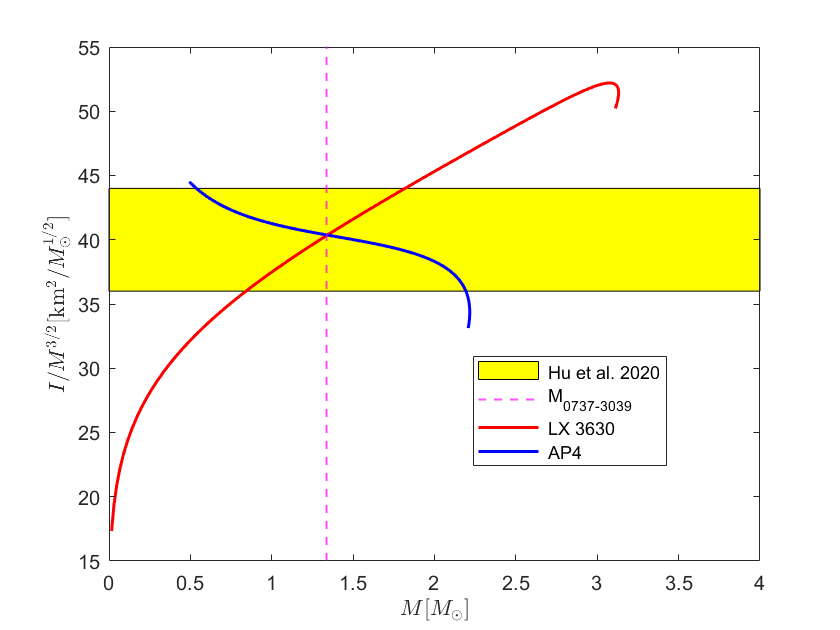 55
50
45
40
35
30
25
20
15
I/M^{3/2}[km^2/M_⊙^{1/2}]
Hu et al. 2020
M_{0737-3039}
LX 3630
AP4
0 0.5 1 1.5 2 2.5 3 3.5 4
M[M_⊙]